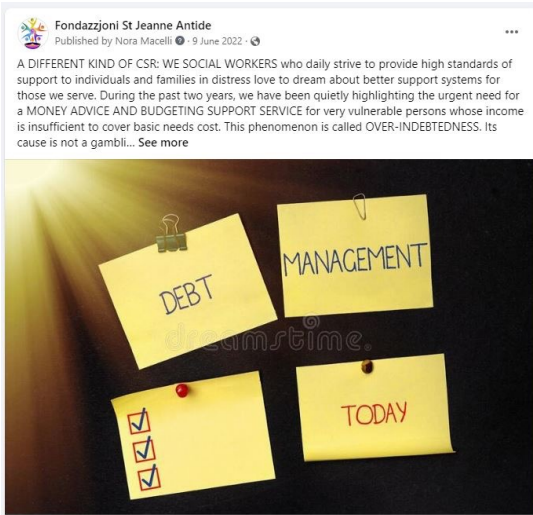 Fondazzjoni St Jeanne Antide
Published by Nora Macelli · 9 June 2022 ·
A DIFFERENT KIND OF CSR: WE SOCIAL WORKERS who daily strive to provide high standards of
support to individuals and families in distress love to dream about better support systems for
those we serve. During the past two years, we have been quietly highlighting the urgent need for
a MONEY ADVICE AND BUDGETING SUPPORT SERVICE for very vulnerable persons whose income
is insufficient to cover basic needs cost. This phenomenon is called OVER-INDEBTEDNESS. Its
cause is not a gambli... See more
DEBT
MANAGEMENT
dreamstime.
TODAY